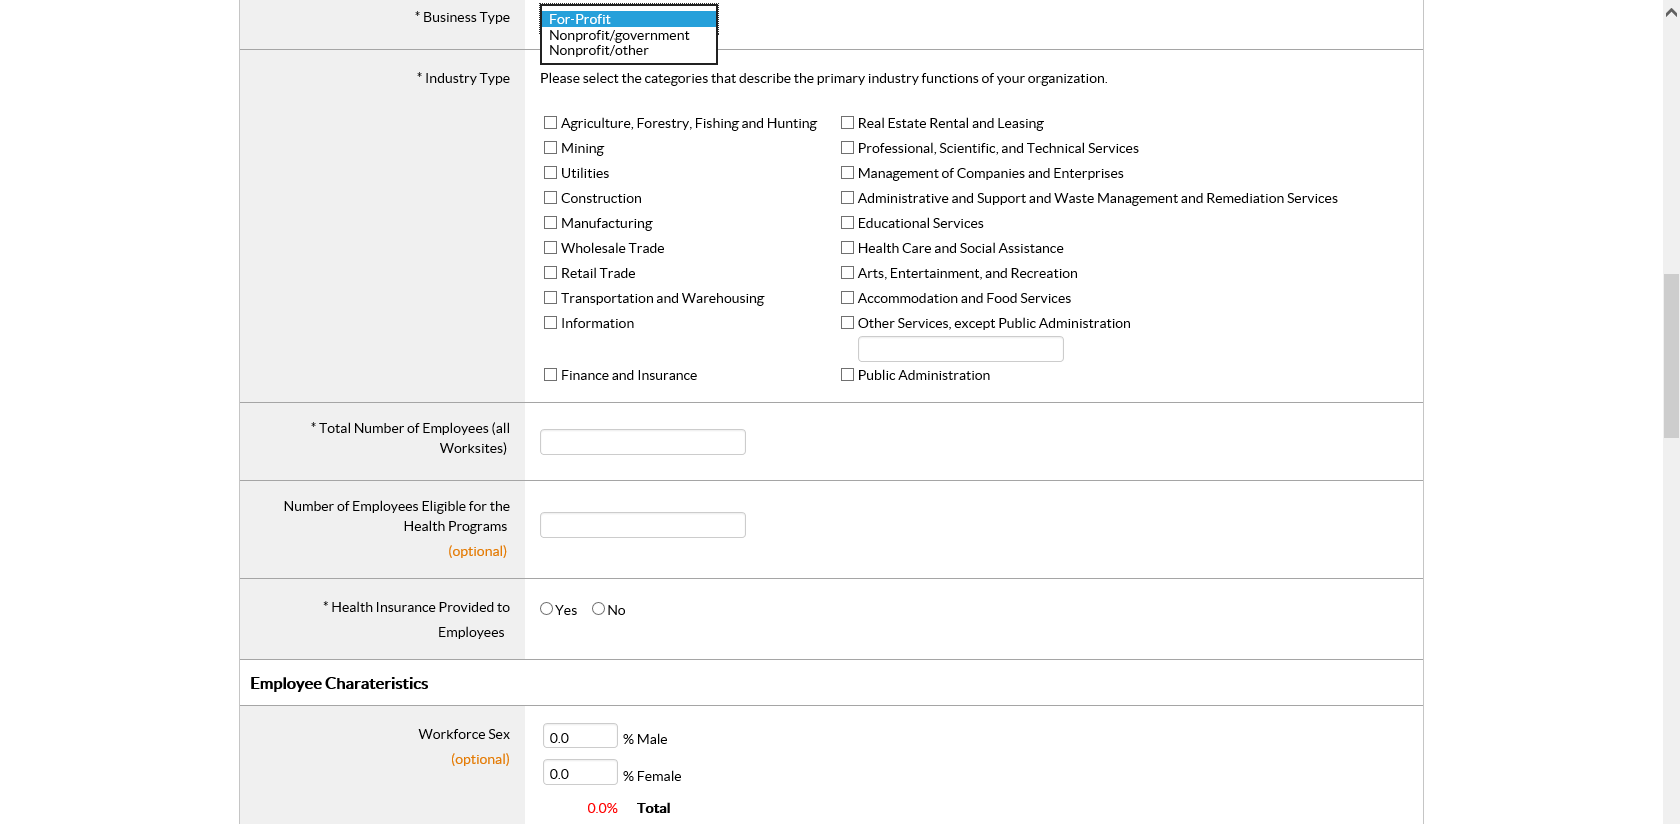 * Business Type
For-Profit
Nonprofit/government
Nonprofit/other
* Industry Type
Please select the categories that describe the primary industry functions of your organization.
Agriculture, Forestry, Fishing and Hunting
Real Estate Rental and Leasing
Mining
Professional, Scientific, and Technical Services
Utilities
Management of Companies and Enterprises
Construction
Administrative and Support and Waste Management and Remediation Services
Manufacturing
Educational Services
Wholesale Trade
Health Care and Social Assistance
Retail Trade
Arts, Entertainment, and Recreation
Transportation and Warehousing
Accommodation and Food Services
Information
Other Services, except Public Administration
Finance and Insurance
Public Administration
* Total Number of Employees (all
Worksites)
Number of Employees Eligible for the
Health Programs
(optional)
* Health Insurance Provided to
Employees
Yes No
Employee Charateristics
Workforce Sex
(optional)
0.0 % Male
0.0 % Female
0.0% Total